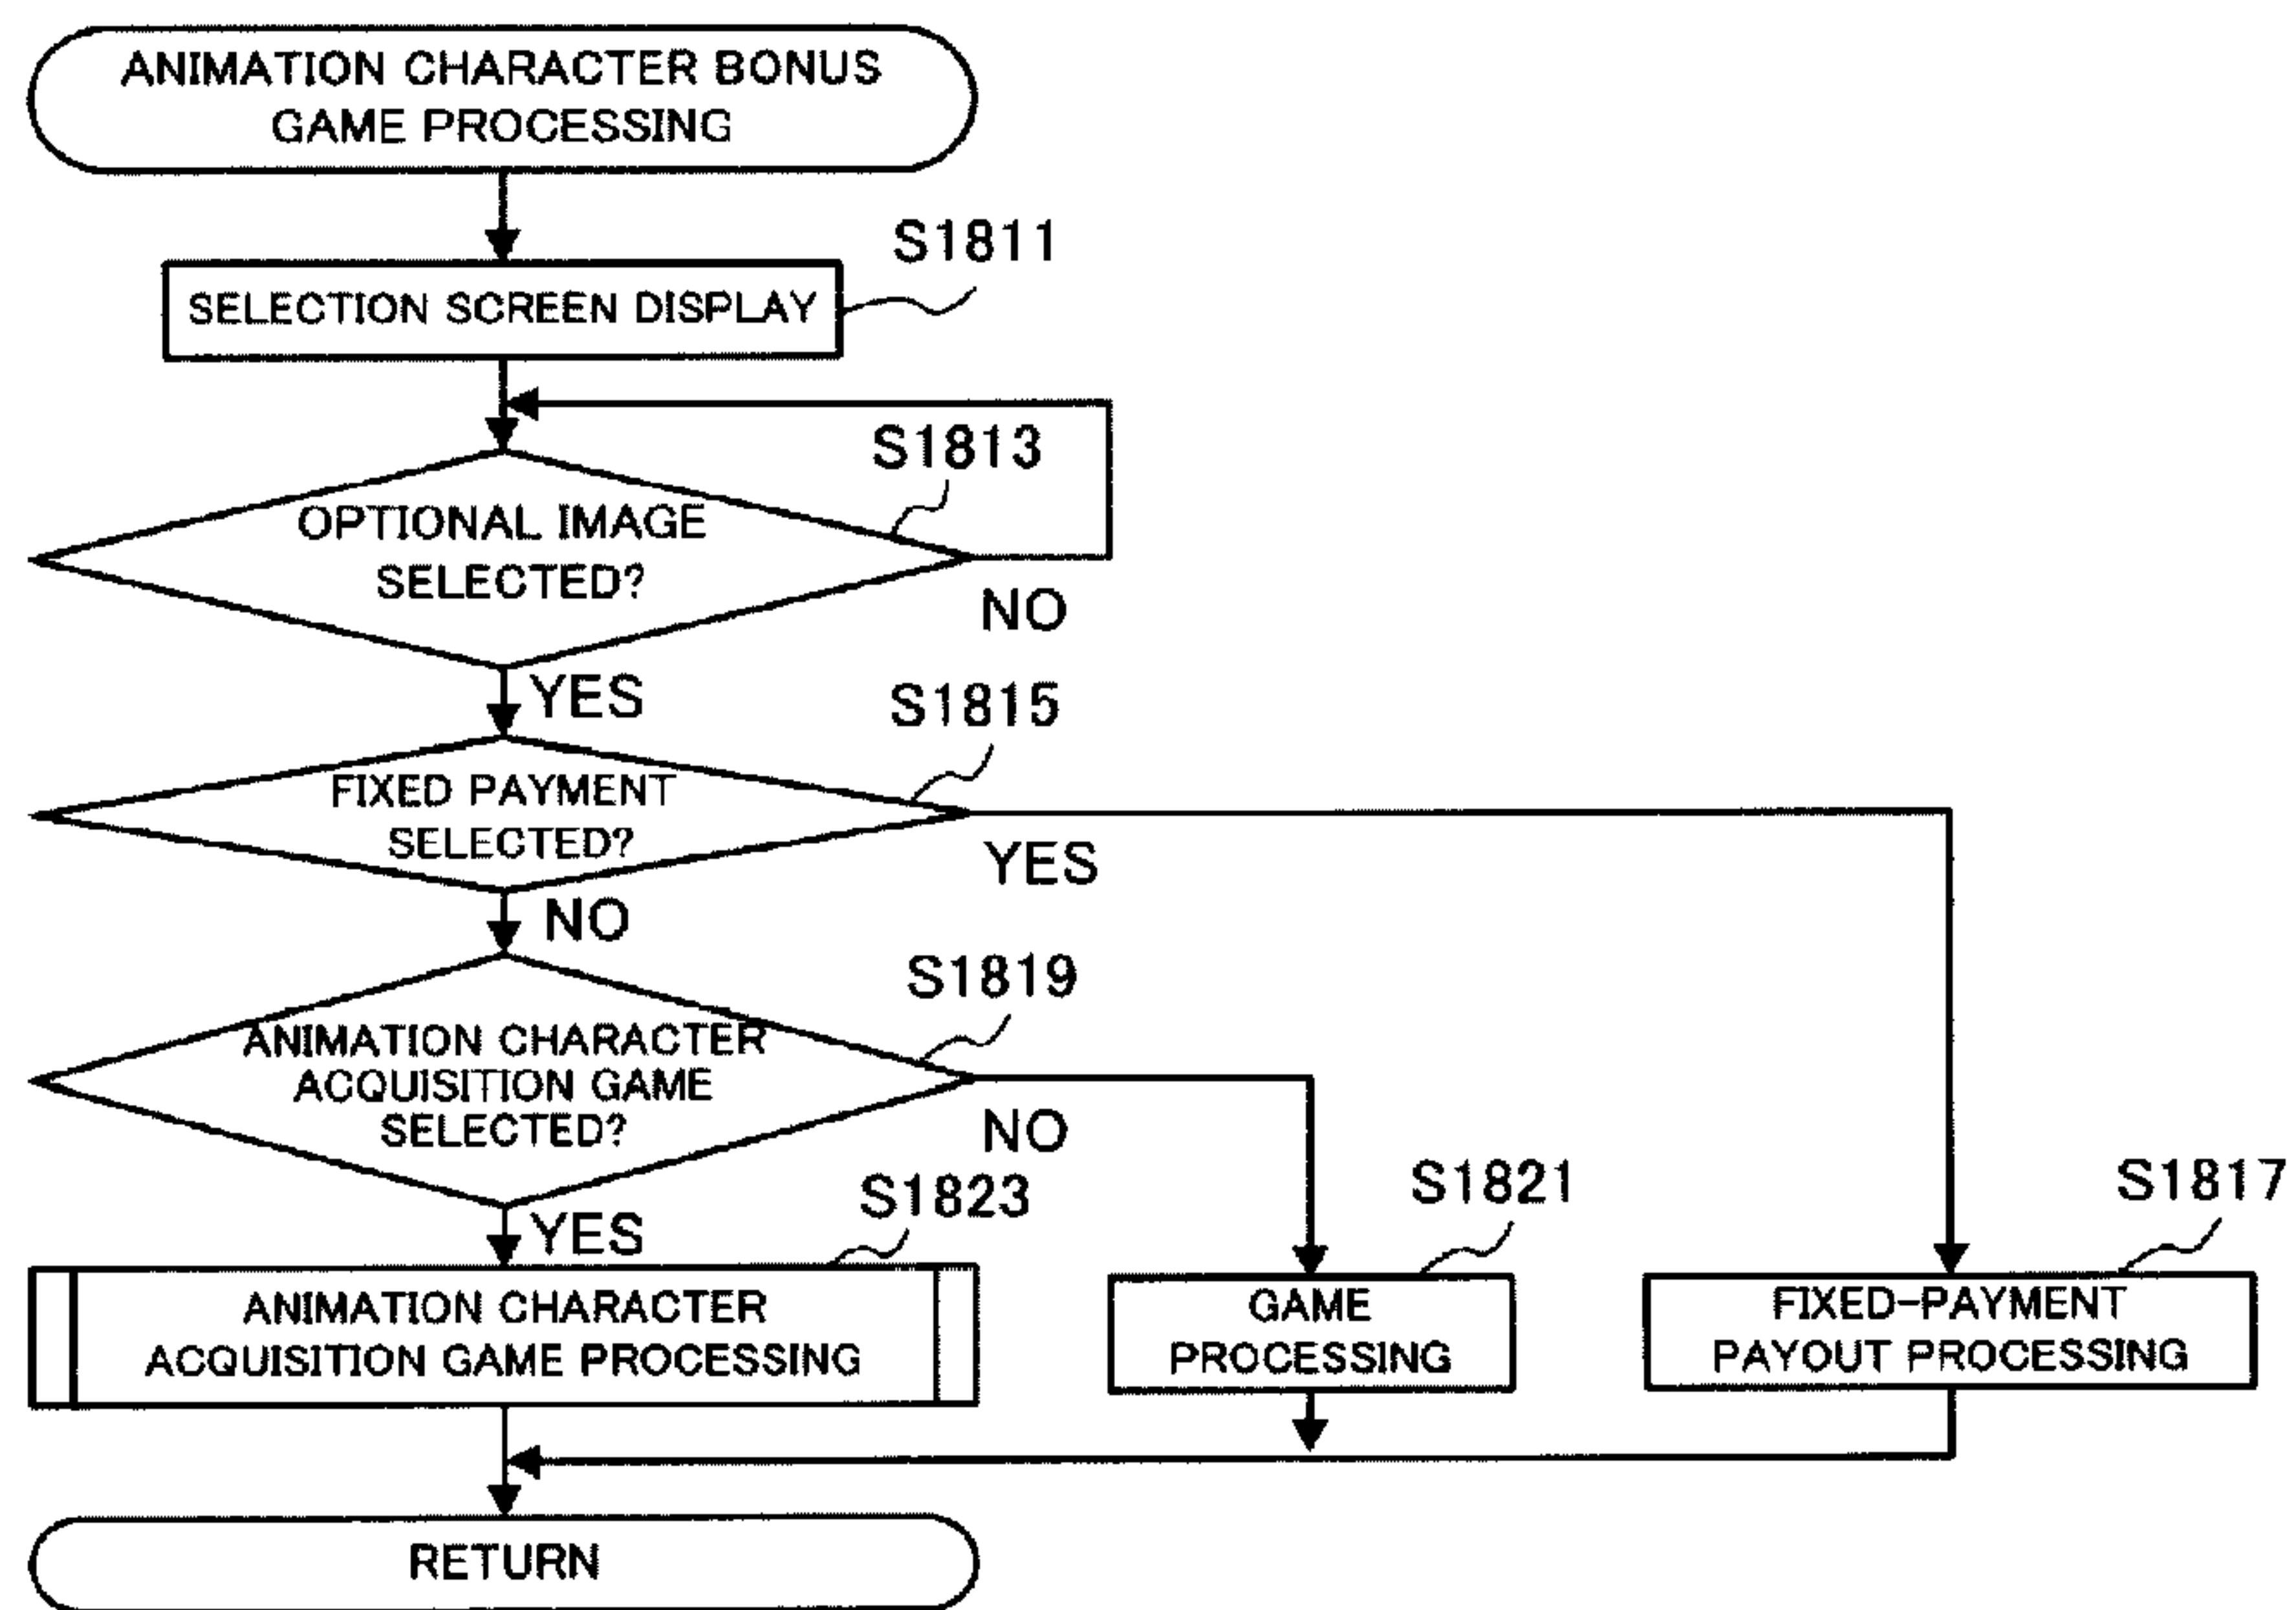 ANIMATION CHARACTER BONUS
GAME PROCESSING
S1811
SELECTION SCREEN DISPLAY
S1813
OPTIONAL IMAGE
SELECTED?
NO
YES
S1815
FIXED PAYMENT
SELECTED?
YES
NO
S1819
ANIMATION CHARACTER
ACQUISITION GAME
SELECTED?
NO
YES
S1823
S1821
S1817
ANIMATION CHARACTER
ACQUISITION GAME PROCESSING
GAME
PROCESSING
FIXED-PAYMENT
PAYOUT PROCESSING
RETURN